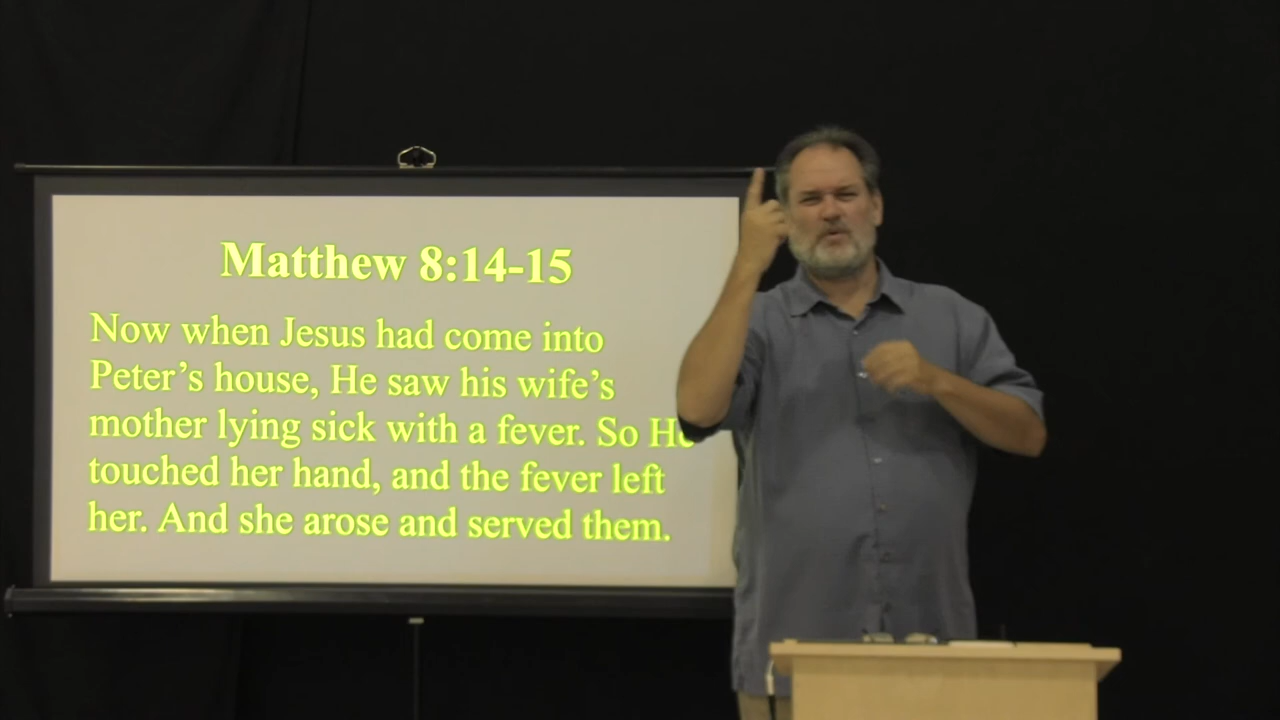 Matthew 8:14-15
Now when Jesus had come into
Peter’s house, He saw his wife’s
mother lying sick with a fever. So He
touched her hand, and the fever left
her. And she arose and served them.